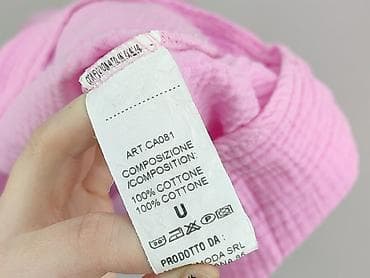 ART.CA081
COMPOSIZIONE
/COMPOSITION:
100% COTTONE
100% COTTONE
U
PRODOTTO DA :
MODA SRL